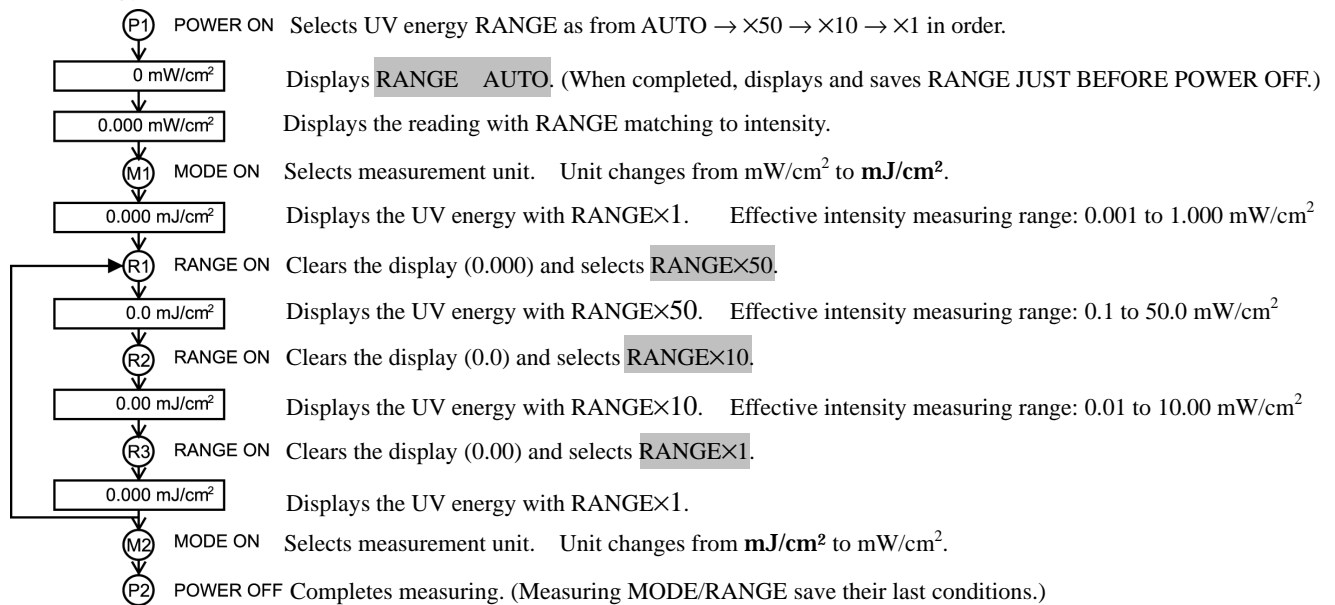 P1 POWER ON Selects UV energy RANGE as from AUTO → ×50 → ×10 → ×1 in order.
0 mW/cm² Displays RANGE AUTO. (When completed, displays and saves RANGE JUST BEFORE POWER OFF.)
0.000 mW/cm² Displays the reading with RANGE matching to intensity.
M1 MODE ON Selects measurement unit. Unit changes from mW/cm² to mJ/cm².
0.000 mJ/cm² Displays the UV energy with RANGE×1. Effective intensity measuring range: 0.001 to 1.000 mW/cm²
R1 RANGE ON Clears the display (0.000) and selects RANGE×50.
0.0 mJ/cm² Displays the UV energy with RANGE×50. Effective intensity measuring range: 0.1 to 50.0 mW/cm²
R2 RANGE ON Clears the display (0.0) and selects RANGE×10.
0.00 mJ/cm² Displays the UV energy with RANGE×10. Effective intensity measuring range: 0.01 to 10.00 mW/cm²
R3 RANGE ON Clears the display (0.00) and selects RANGE×1.
0.000 mJ/cm² Displays the UV energy with RANGE×1.
M2 MODE ON Selects measurement unit. Unit changes from mJ/cm² to mW/cm².
P2 POWER OFF Completes measuring. (Measuring MODE/RANGE save their last conditions.)